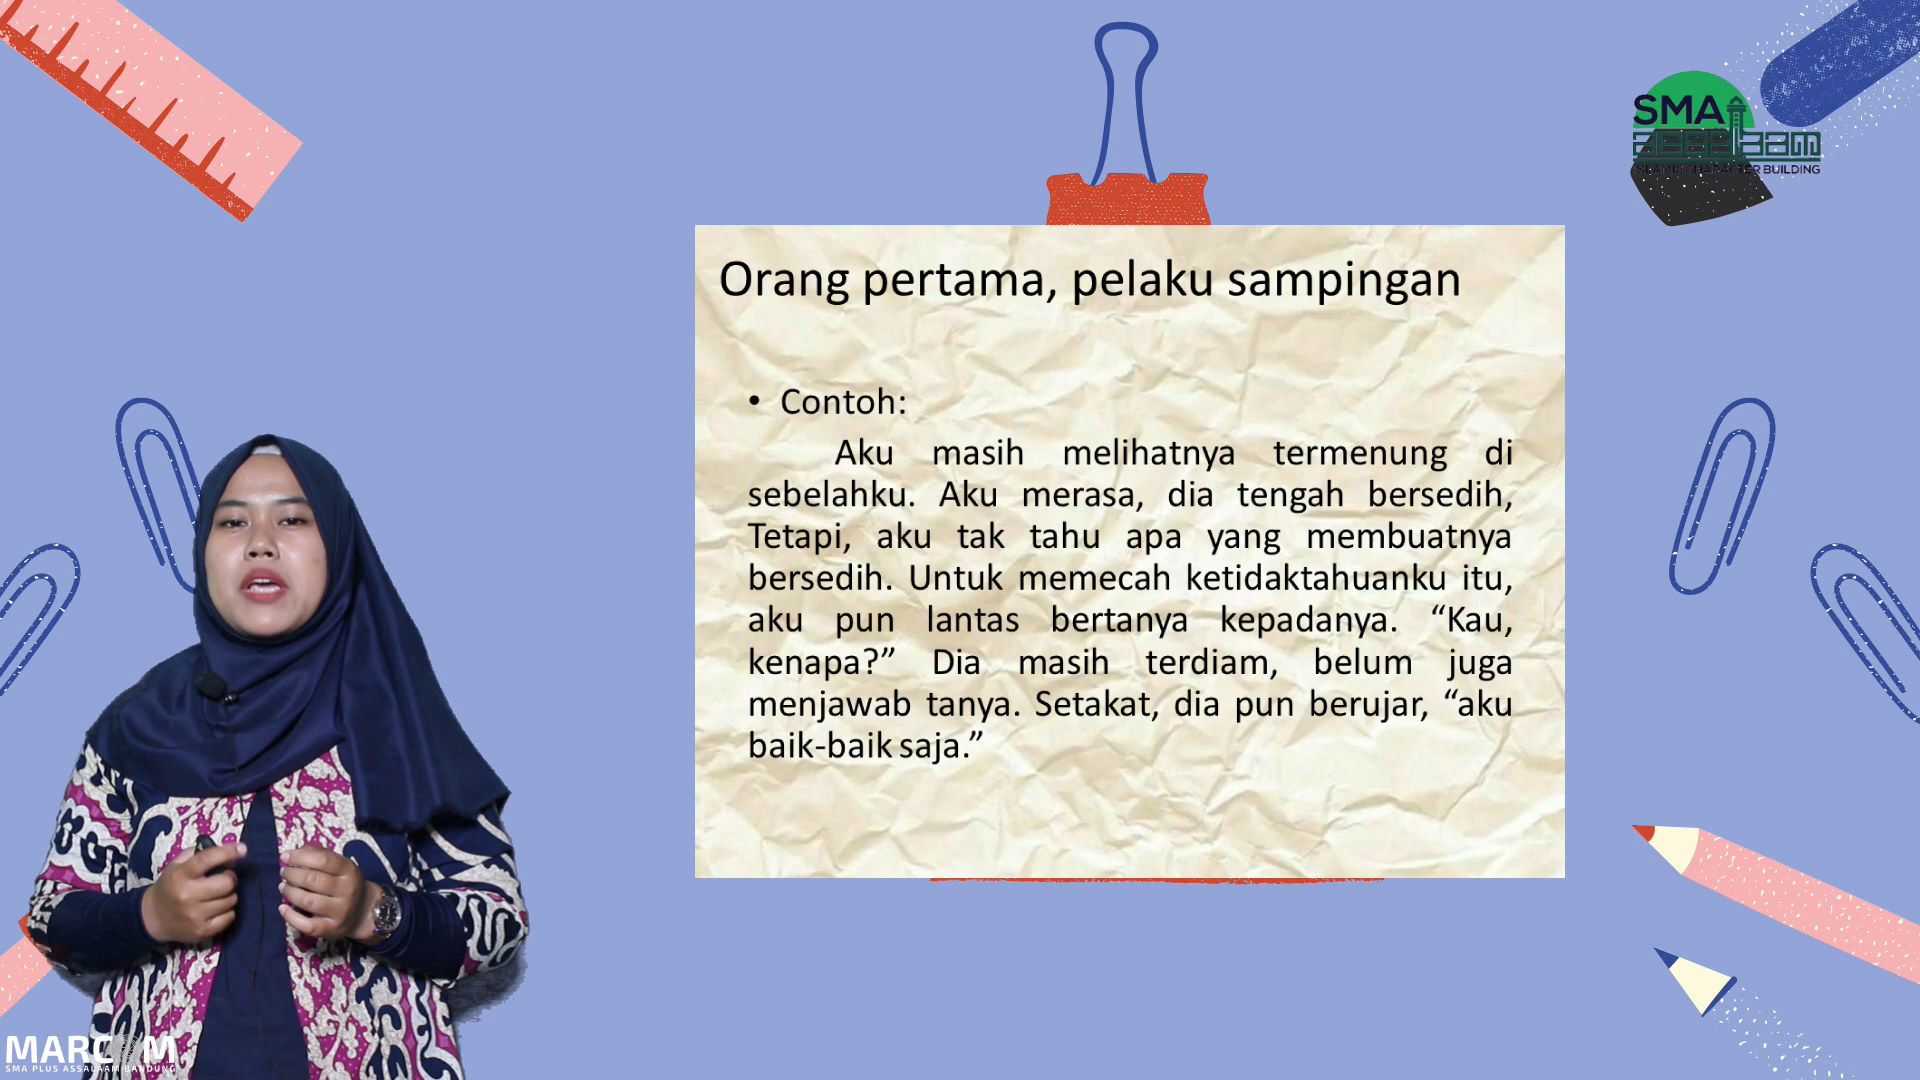 SMA
assalaam
ISLAMIC CHARACTER BUILDING
Orang pertama, pelaku sampingan
• Contoh:
Aku masih melihatnya termenung di
sebelahku. Aku merasa, dia tengah bersedih,
Tetapi, aku tak tahu apa yang membuatnya
bersedih. Untuk memecah ketidaktahuanku itu,
aku pun lantas bertanya kepadanya. “Kau,
kenapa?” Dia masih terdiam, belum juga
menjawab tanya. Setakat, dia pun berujar, “aku
baik-baik saja.”
MARCOM
SMA PLUS ASSALAAM BANDUNG